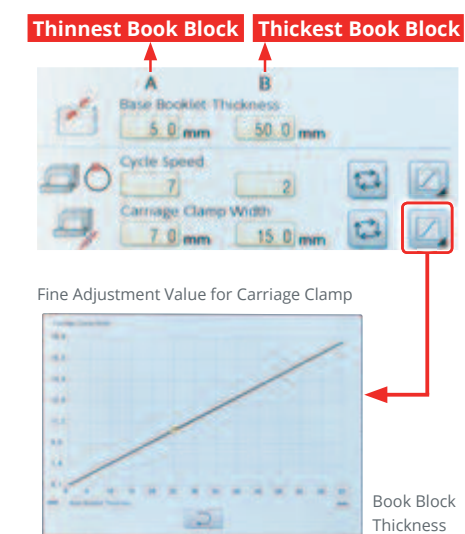 Thinnest Book Block Thickest Book Block
A B
Base Booklet Thickness
5.0 mm 50.0 mm
Cycle Speed
7 2
Carriage Clamp Width
7.0 mm 15.0 mm
Fine Adjustment Value for Carriage Clamp
Book Block
Thickness